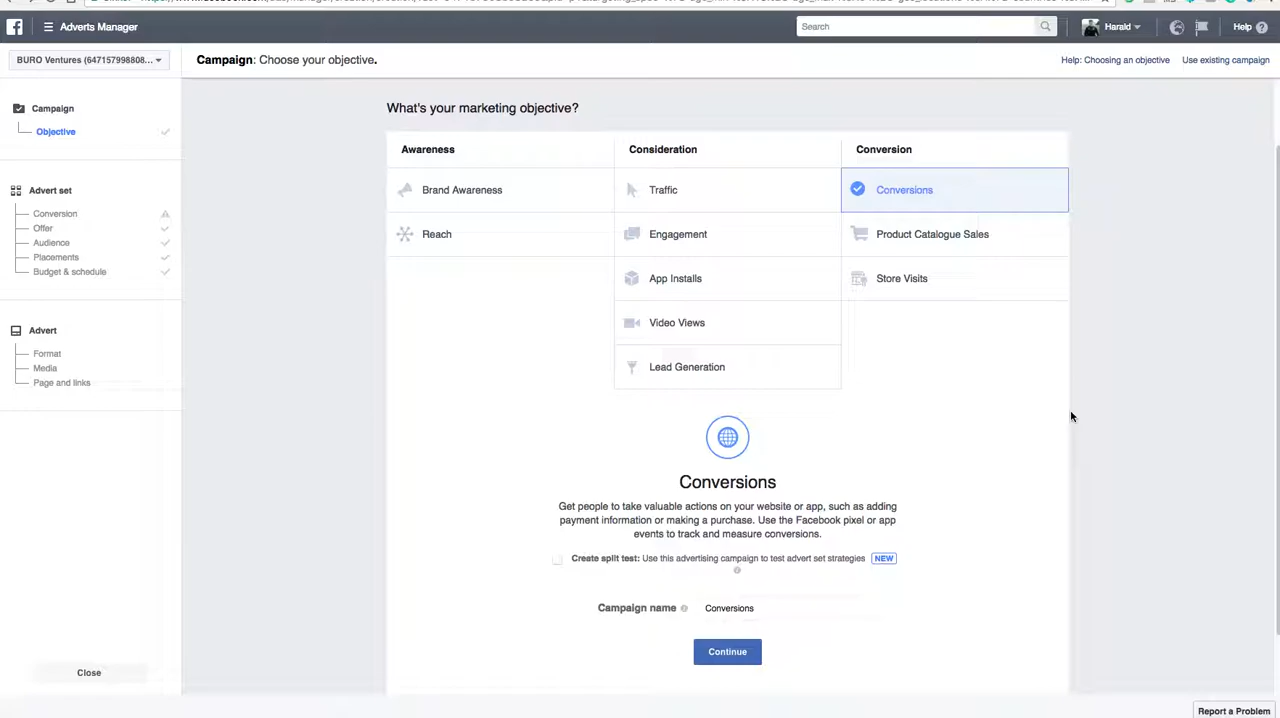 Adverts Manager
Search
Harald
Help
BURO Ventures (647157998808...
Campaign: Choose your objective.
Help: Choosing an objective
Use existing campaign
Campaign
Objective
Advert set
Conversion
Offer
Audience
Placements
Budget & schedule
Advert
Format
Media
Page and links
Close
What's your marketing objective?
Awareness
Consideration
Conversion
Brand Awareness
Traffic
Conversions
Reach
Engagement
Product Catalogue Sales
App Installs
Store Visits
Video Views
Lead Generation
Conversions
Get people to take valuable actions on your website or app, such as adding
payment information or making a purchase. Use the Facebook pixel or app
events to track and measure conversions.
Create split test: Use this advertising campaign to test advert set strategies NEW
Campaign name Conversions
Continue
Report a Problem